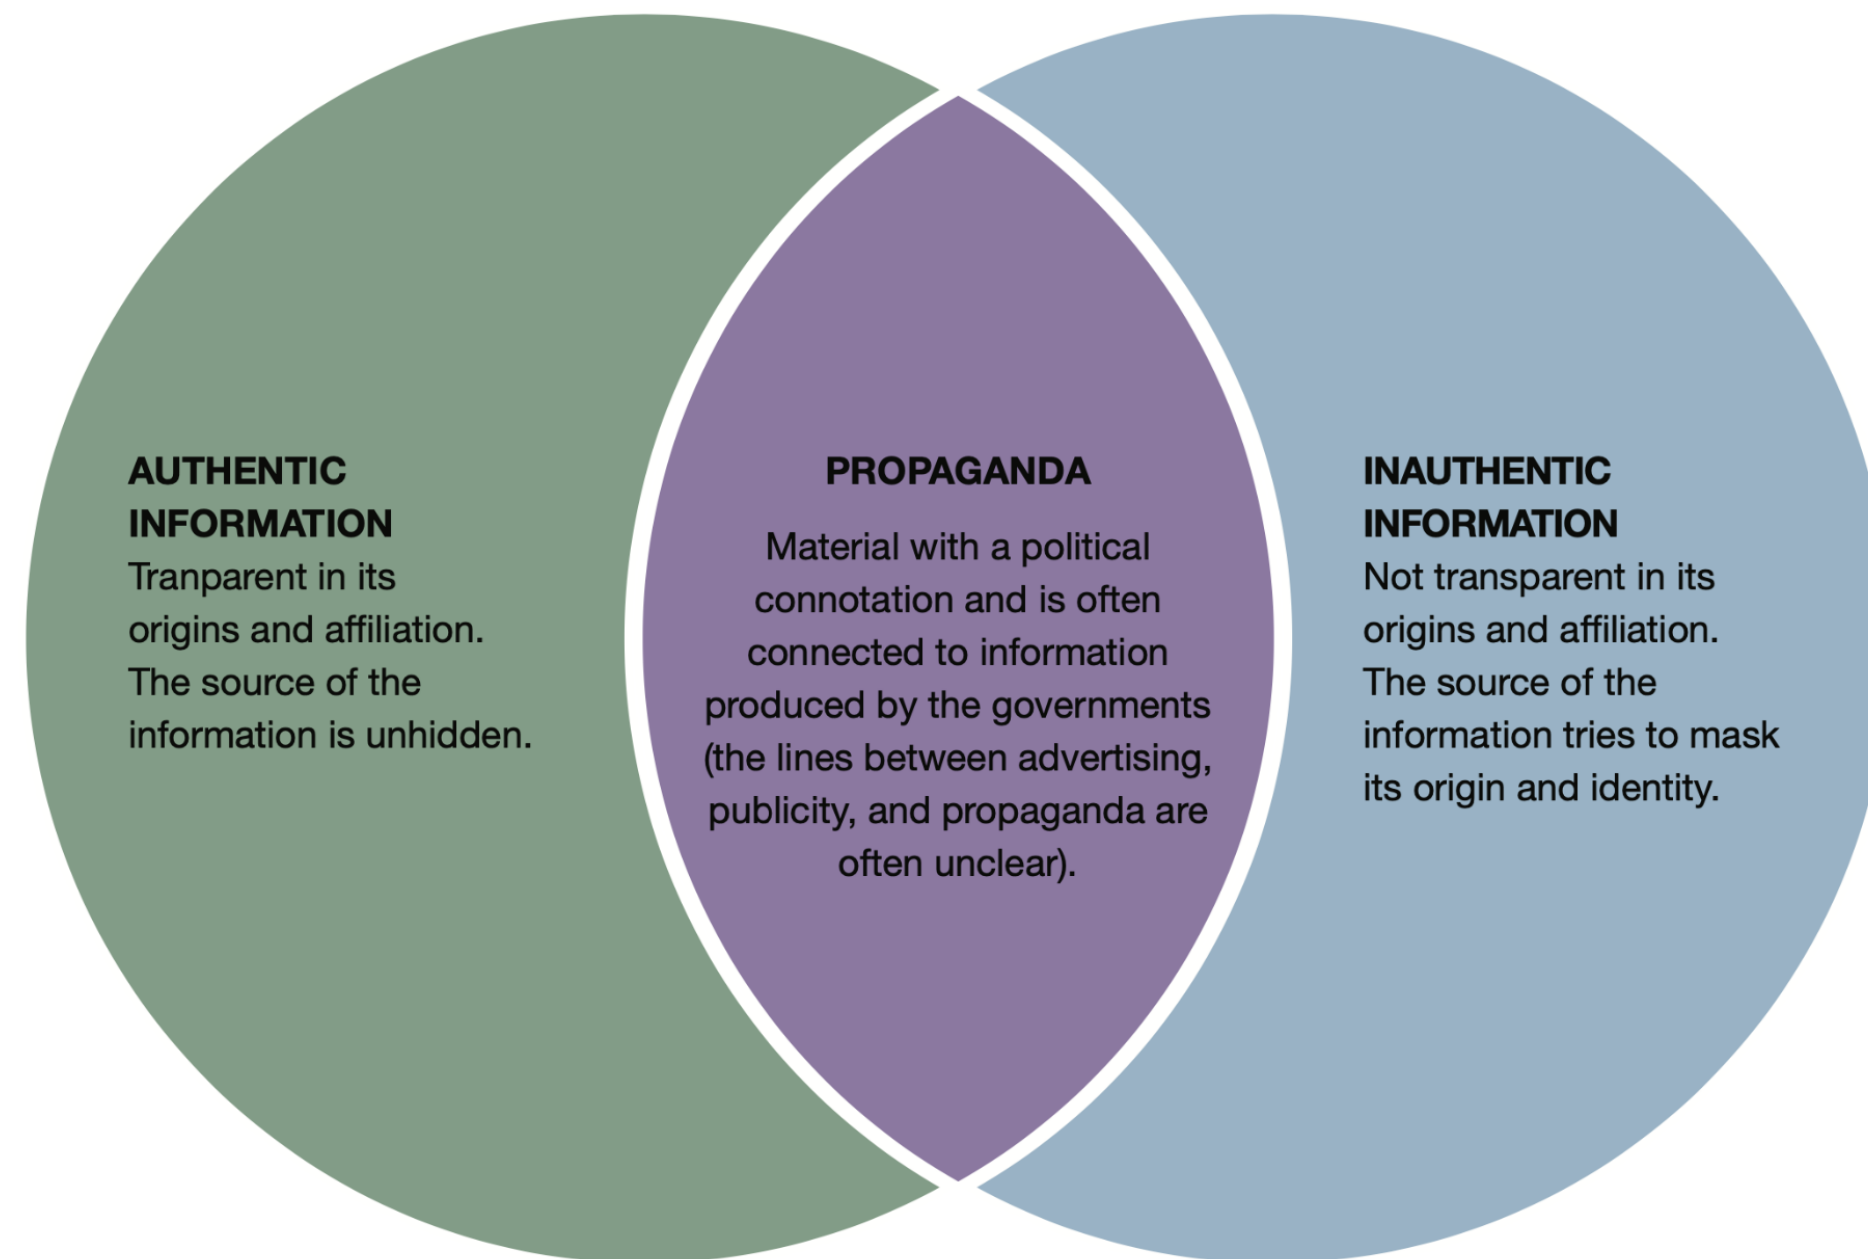 AUTHENTIC
INFORMATION
Tranparent in its
origins and affiliation.
The source of the
information is unhidden.
PROPAGANDA
Material with a political
connotation and is often
connected to information
produced by the governments
(the lines between advertising,
publicity, and propaganda are
often unclear).
INAUTHENTIC
INFORMATION
Not transparent in its
origins and affiliation.
The source of the
information tries to mask
its origin and identity.